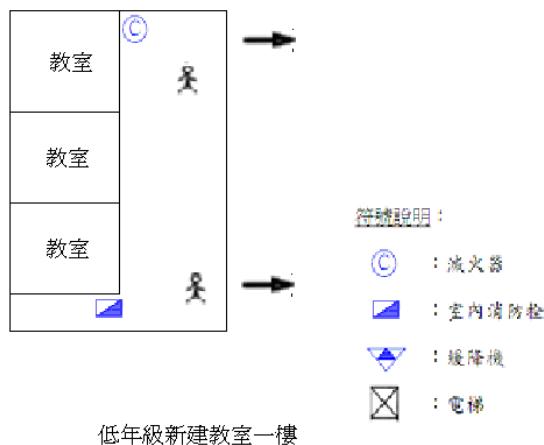 C
教室
教室
教室
符號說明：
C：滅火器
：室內消防栓
：緩降機
：電梯
低年級新建教室一樓